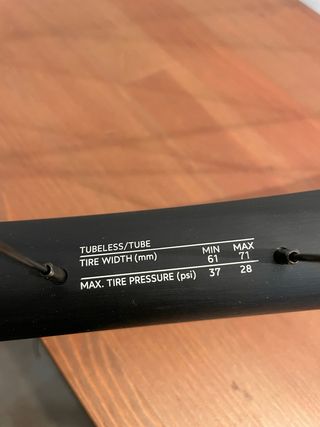 TUBELESS/TUBE MIN MAX
TIRE WIDTH (mm) 61 71
MAX. TIRE PRESSURE (psi) 37 28